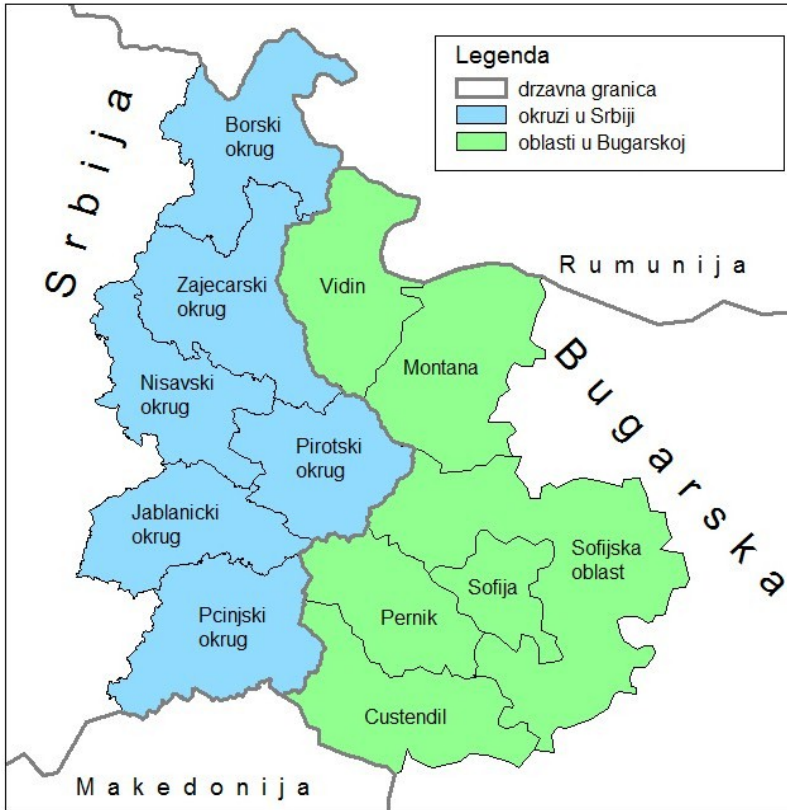 Legenda
drzavna granica
okruzi u Srbiji
oblasti u Bugarskoj
Srbija
Borski
okrug
Rumunija
Zajecarski
okrug
Vidin
Bugarska
Montana
Nisavski
okrug
Pirotski
okrug
Jablanicki
okrug
Sofijska
oblast
Sofija
Pcinjski
okrug
Pernik
Custendil
Makedonija